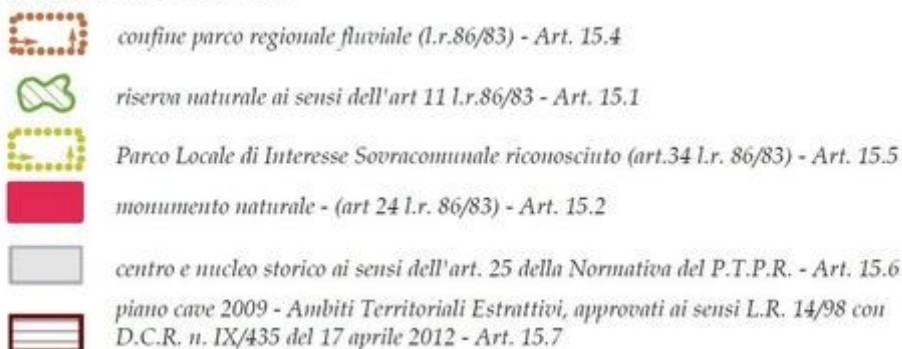 confine parco regionale fluviale (l.r.86/83) - Art. 15.4
riserva naturale ai sensi dell'art 11 l.r.86/83 - Art. 15.1
Parco Locale di Interesse Sovracomunale riconosciuto (art.34 l.r. 86/83) - Art. 15.5
monumento naturale - (art 24 l.r. 86/83) - Art. 15.2
centro e nucleo storico ai sensi dell'art. 25 della Normativa del P.T.P.R. - Art. 15.6
piano cave 2009 - Ambiti Territoriali Estrattivi, approvati ai sensi L.R. 14/98 con
D.C.R. n. IX/435 del 17 aprile 2012 - Art. 15.7